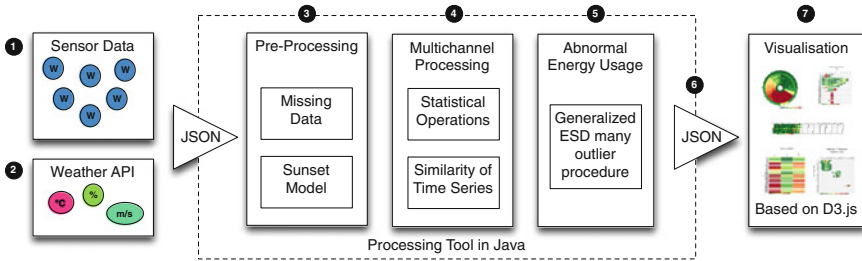 1
Sensor Data
W
W
W
W
W
W
2
Weather API
°C
%
m/s
JSON
3
Pre-Processing
Missing
Data
Sunset
Model
4
Multichannel
Processing
Statistical
Operations
Similarity of
Time Series
5
Abnormal
Energy Usage
Generalized
ESD many
outlier
procedure
Processing Tool in Java
6
JSON
7
Visualisation
Based on D3.js